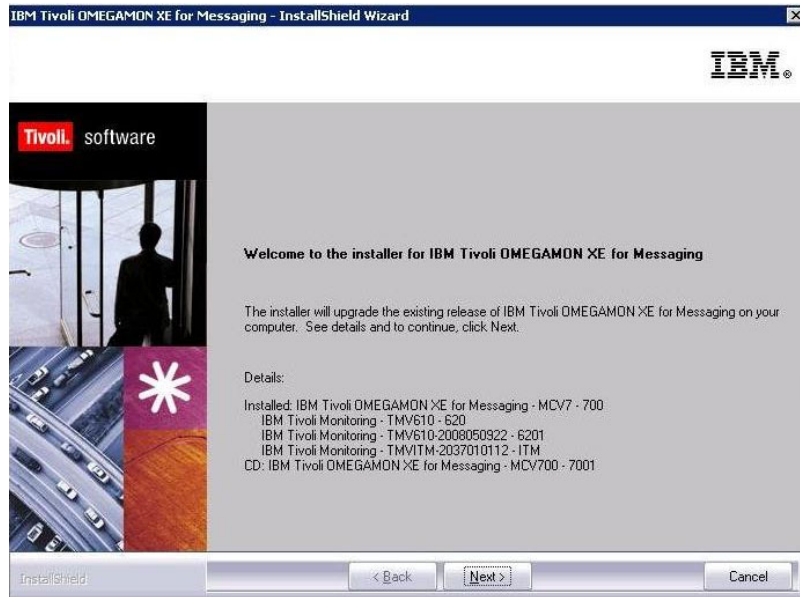 IBM Tivoli OMEGAMON XE for Messaging - InstallShield Wizard
IBM®
Tivoli. software
Welcome to the installer for IBM Tivoli OMEGAMON XE for Messaging
The installer will upgrade the existing release of IBM Tivoli OMEGAMON XE for Messaging on your
computer. See details and to continue, click Next.
Details:
Installed: IBM Tivoli OMEGAMON XE for Messaging - MCV7 - 700
IBM Tivoli Monitoring - TMV610 - 620
IBM Tivoli Monitoring - TMV610-2008050922 - 6201
IBM Tivoli Monitoring - TMVITM-2037010112 - ITM
CD: IBM Tivoli OMEGAMON XE for Messaging - MCV700 - 7001
InstallShield
< Back
Next >
Cancel